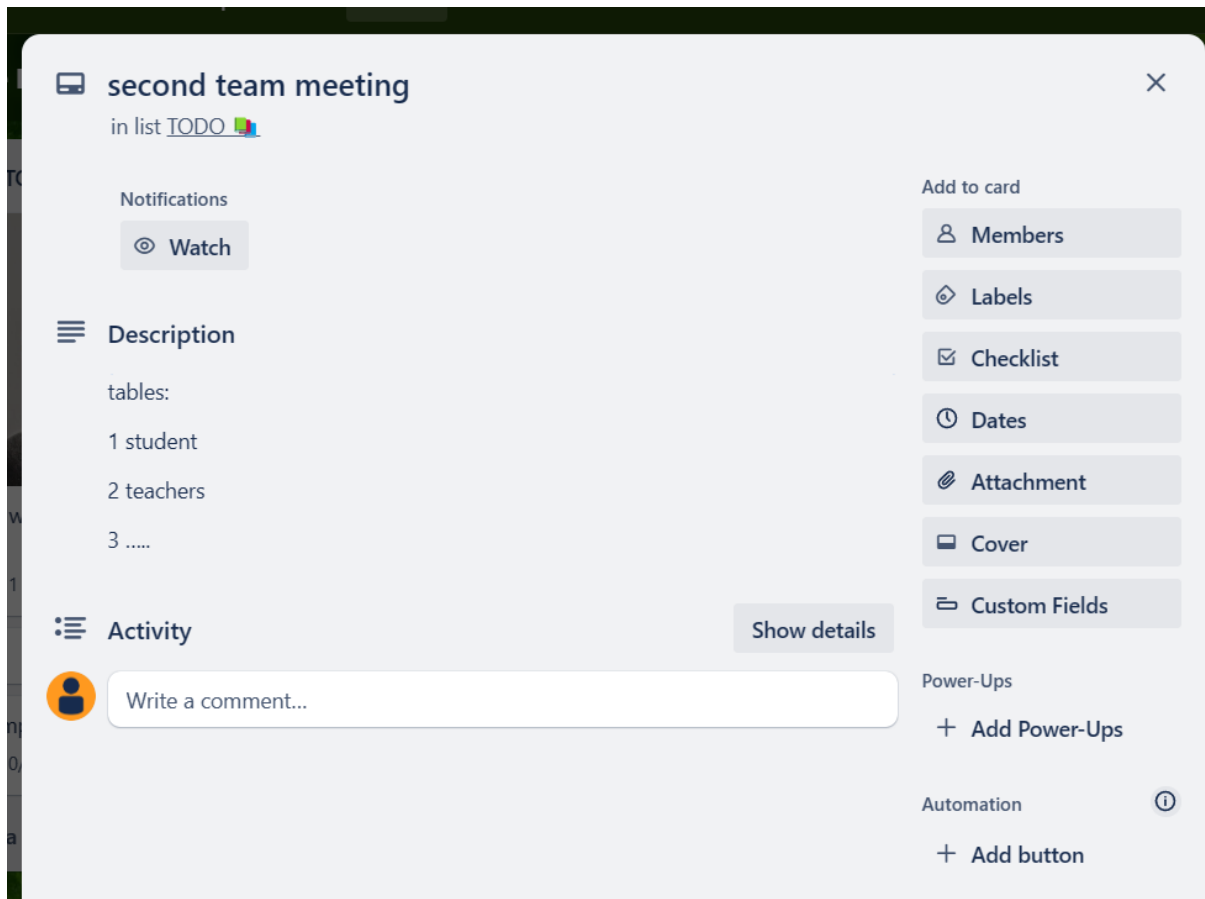 second team meeting
in list TODO
Notifications
Watch
Description
tables:
1 student
2 teachers
3 .....
Activity
Show details
Write a comment...
Add to card
Members
Labels
Checklist
Dates
Attachment
Cover
Custom Fields
Power-Ups
+ Add Power-Ups
Automation
+ Add button